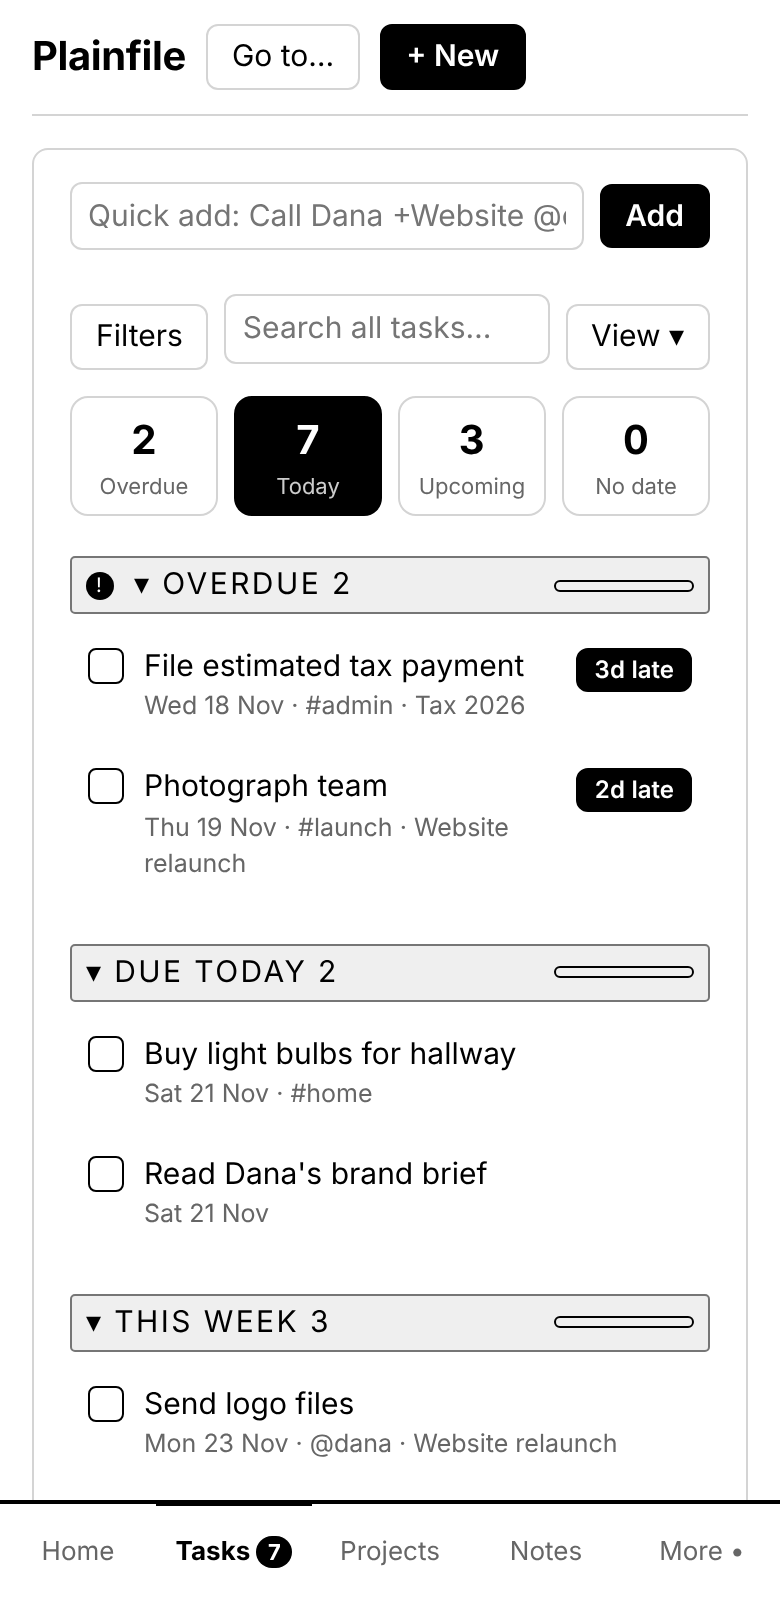 Plainfile Go to... + New
Quick add: Call Dana +Website @
Add
Filters Search all tasks... View ▾
2 7 3 0
Overdue Today Upcoming No date
! ▾ OVERDUE 2
File estimated tax payment 3d late
Wed 18 Nov · #admin · Tax 2026
Photograph team 2d late
Thu 19 Nov · #launch · Website
relaunch
▾ DUE TODAY 2
Buy light bulbs for hallway
Sat 21 Nov · #home
Read Dana's brand brief
Sat 21 Nov
▾ THIS WEEK 3
Send logo files
Mon 23 Nov · @dana · Website relaunch
Home Tasks 7 Projects Notes More •